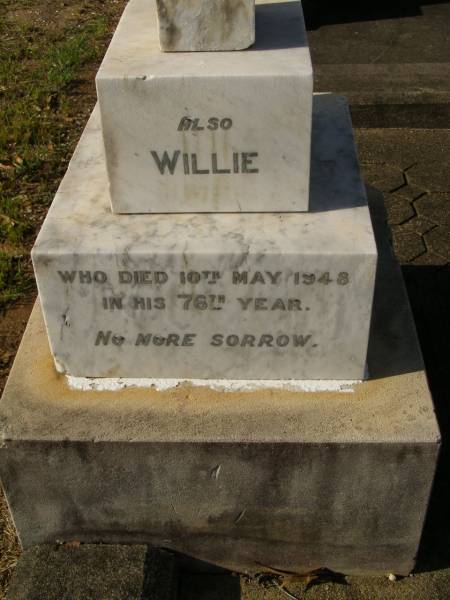 ALSO
WILLIE
WHO DIED 10TH MAY 1948
IN HIS 76TH YEAR.
NO MORE SORROW.